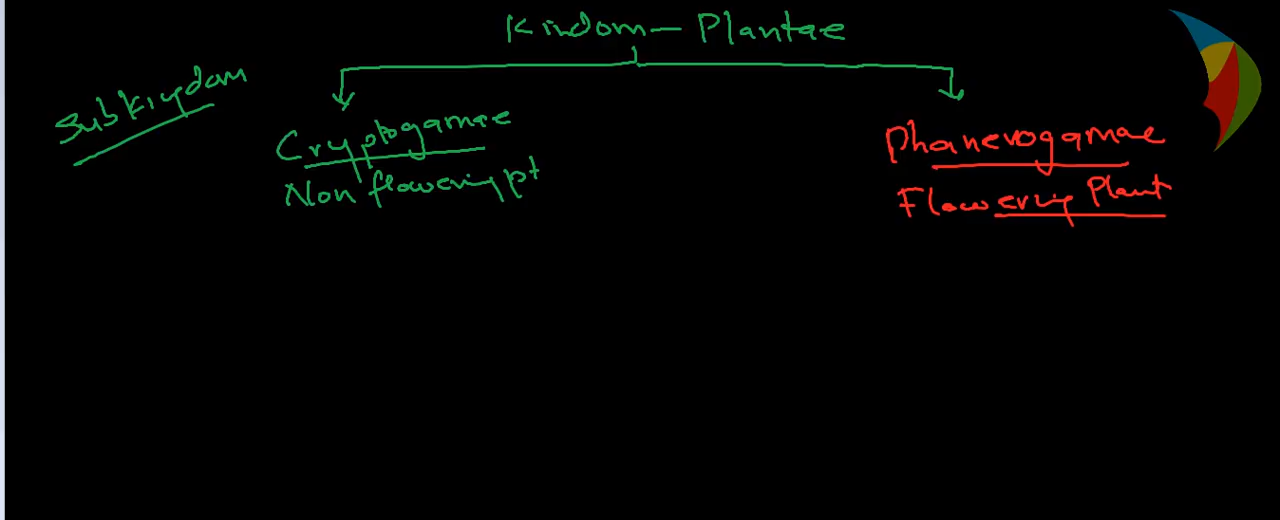 Kindom - Plantae
Subkingdom
Cryptogamae
Non flowering pt
Phanerogamae
Flowering Plant